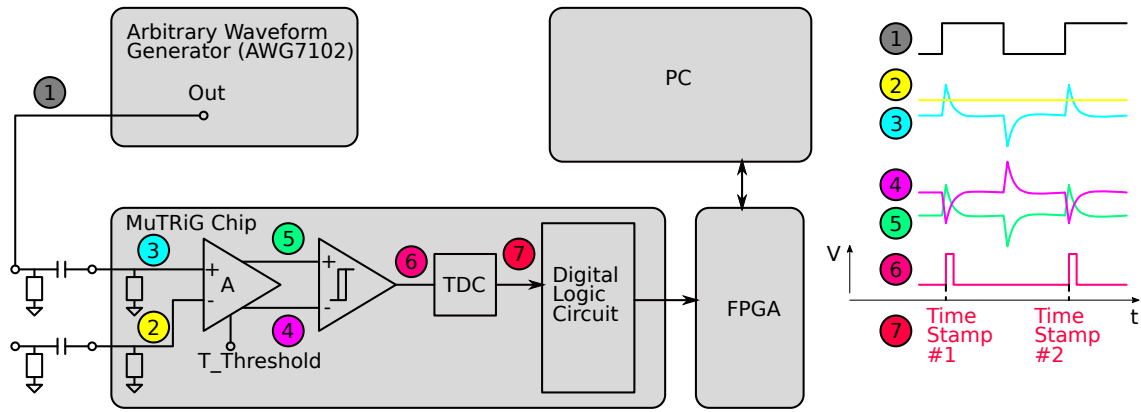 Arbitrary Waveform
Generator (AWG7102)
1
Out
PC
MuTRiG Chip
3
5
+
A
-
+
-
6
TDC
7
Digital
Logic
Circuit
FPGA
2
4
T_Threshold
1
2
3
4
5
V
6
t
7
Time
Stamp
#1
Time
Stamp
#2